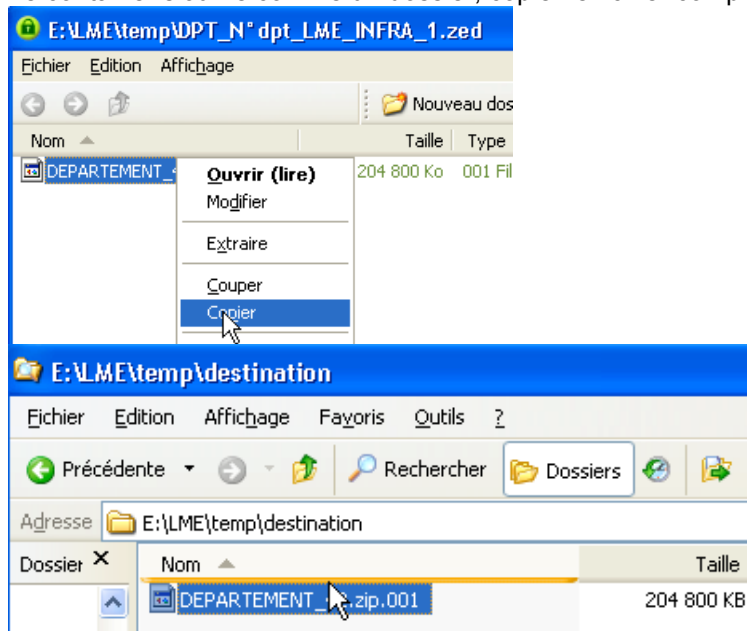 E:\LME\temp\DPT_N° dpt_LME_INFRA_1.zed
Fichier Edition Affichage
Nouveau dos
Nom Taille Type
DEPARTEMENT_ 204 800 Ko 001 Fil
Ouvrir (lire)
Modifier
Extraire
Couper
Copier
E:\LME\temp\destination
Fichier Edition Affichage Favoris Outils ?
Précédente Rechercher Dossiers
Adresse E:\LME\temp\destination
Dossier X Nom Taille
DEPARTEMENT_ .zip.001 204 800 KB